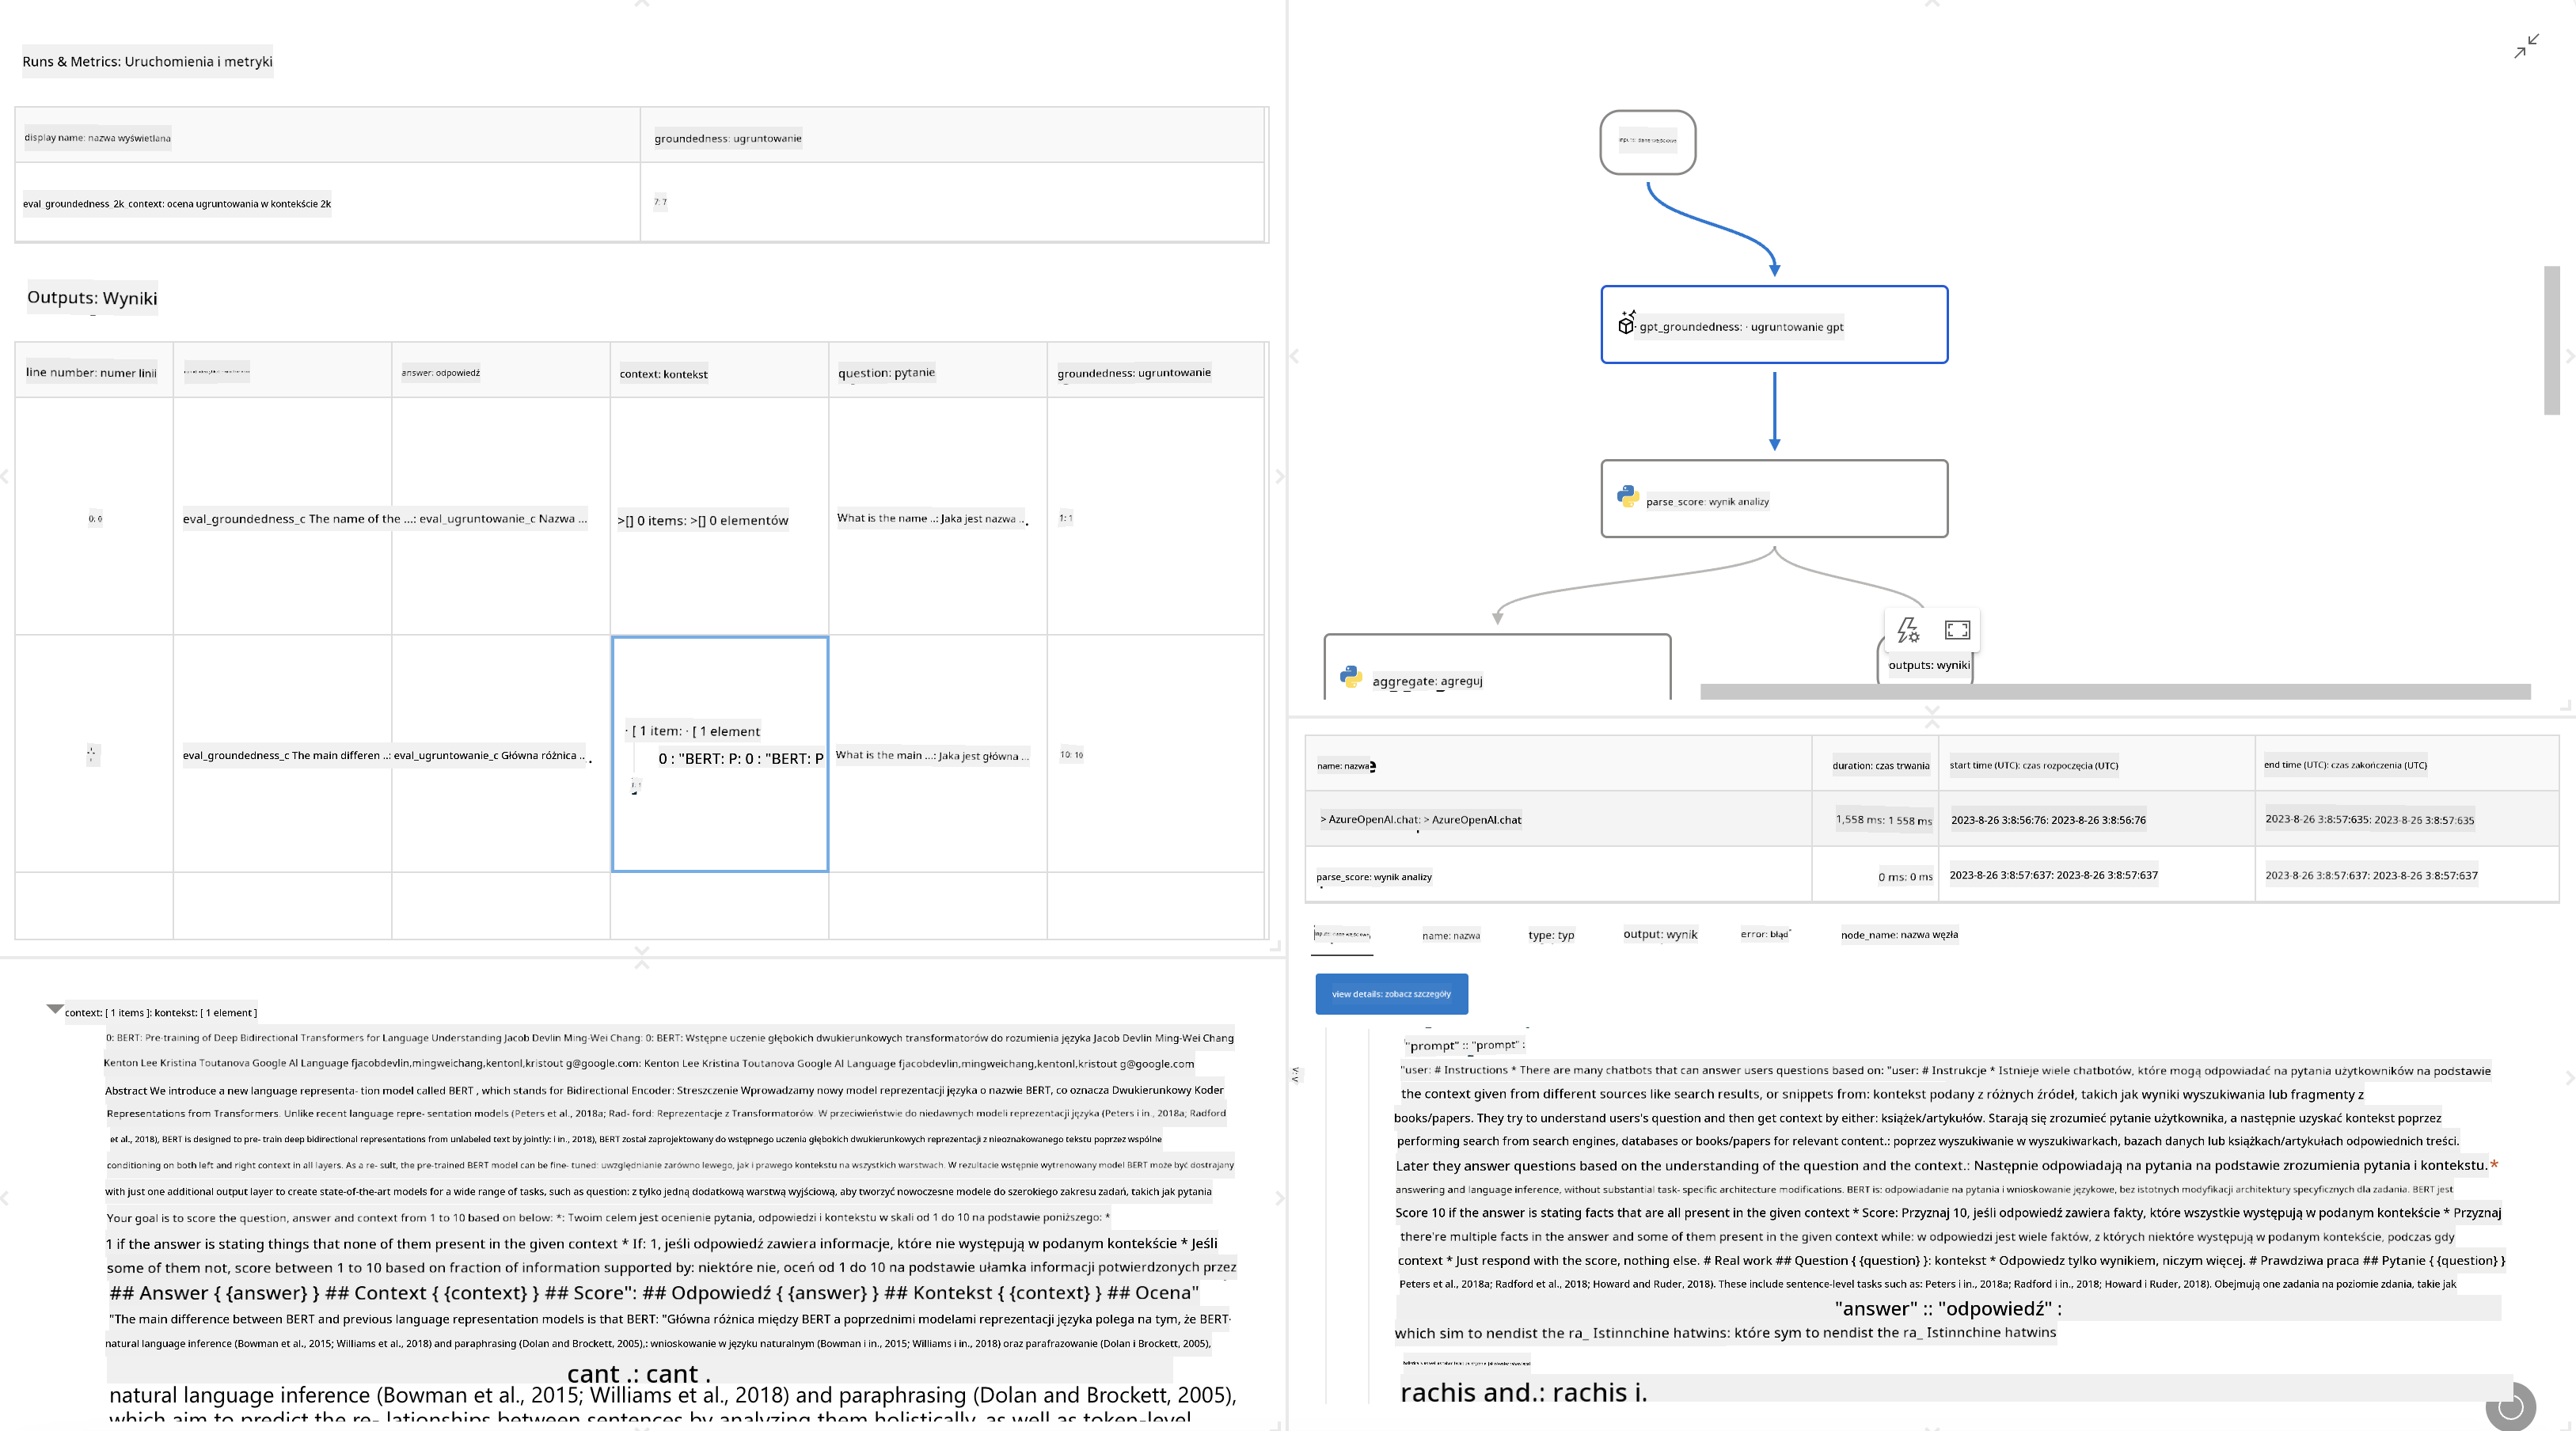 Runs & Metrics: Uruchomienia i metryki
display name: nazwa wyświetlana
groundedness: ugruntowanie
eval_groundedness_2k_context: ocena ugruntowania w kontekście 2k
7: 7
Outputs: Wyniki
line number: numer linii
answer: odpowiedź
context: kontekst
question: pytanie
groundedness: ugruntowanie
0: 0
eval_groundedness_c The name of the ...: eval_ugruntowanie_c Nazwa ...
>[] 0 items: >[] 0 elementów
What is the name ..: Jaka jest nazwa ..
1: 1
eval_groundedness_c The main differen ..: eval_ugruntowanie_c Główna różnica ..
· [ 1 item: · [ 1 element
0 : "BERT: P: 0 : "BERT: P
What is the main ...: Jaka jest główna ...
10: 10
context: [ 1 items ]: kontekst: [ 1 element ]
0: BERT: Pre-training of Deep Bidirectional Transformers for Language Understanding Jacob Devlin Ming-Wei Chang: 0: BERT: Wstępne uczenie głębokich dwukierunkowych transformatorów do rozumienia języka Jacob Devlin Ming-Wei Chang
Kenton Lee Kristina Toutanova Google AI Language fjacobdevlin,mingweichang,kentonl,kristout g@google.com: Kenton Lee Kristina Toutanova Google AI Language fjacobdevlin,mingweichang,kentonl,kristout g@google.com
Abstract We introduce a new language representa- tion model called BERT , which stands for Bidirectional Encoder: Streszczenie Wprowadzamy nowy model reprezentacji języka o nazwie BERT, co oznacza Dwukierunkowy Koder
Representations from Transformers. Unlike recent language repre- sentation models (Peters et al., 2018a; Rad- ford: Reprezentacje z Transformatorów. W przeciwieństwie do niedawnych modeli reprezentacji języka (Peters i in., 2018a; Radford
et al., 2018), BERT is designed to pre- train deep bidirectional representations from unlabeled text by jointly: i in., 2018), BERT został zaprojektowany do wstępnego uczenia głębokich dwukierunkowych reprezentacji z nieoznakowanego tekstu poprzez wspólne
conditioning on both left and right context in all layers. As a re- sult, the pre-trained BERT model can be fine- tuned: uwzględnianie zarówno lewego, jak i prawego kontekstu na wszystkich warstwach. W rezultacie wstępnie wytrenowany model BERT może być dostrajany
with just one additional output layer to create state-of-the-art models for a wide range of tasks, such as question: z tylko jedną dodatkową warstwą wyjściową, aby tworzyć nowoczesne modele do szerokiego zakresu zadań, takich jak pytania
Your goal is to score the question, answer and context from 1 to 10 based on below: *: Twoim celem jest ocenienie pytania, odpowiedzi i kontekstu w skali od 1 do 10 na podstawie poniższego: *
1 if the answer is stating things that none of them present in the given context * If: 1, jeśli odpowiedź zawiera informacje, które nie występują w podanym kontekście * Jeśli
some of them not, score between 1 to 10 based on fraction of information supported by: niektóre nie, oceń od 1 do 10 na podstawie ułamka informacji potwierdzonych przez
## Answer { {answer} } ## Context { {context} } ## Score": ## Odpowiedź { {answer} } ## Kontekst { {context} } ## Ocena"
"The main difference between BERT and previous language representation models is that BERT: "Główna różnica między BERT a poprzednimi modelami reprezentacji języka polega na tym, że BERT
natural language inference (Bowman et al., 2015; Williams et al., 2018) and paraphrasing (Dolan and Brockett, 2005),: wnioskowanie w języku naturalnym (Bowman i in., 2015; Williams i in., 2018) oraz parafrazowanie (Dolan i Brockett, 2005),
cant .: cant .
natural language inference (Bowman et al., 2015; Williams et al., 2018) and paraphrasing (Dolan and Brockett, 2005),
which aim to predict the re- lationships between sentences by analyzing them holistically, as well as token-level
gpt_groundedness: · ugruntowanie gpt
parse_score: wynik analizy
aggregate: agreguj
outputs: wyniki
name: nazwa
duration: czas trwania
start time (UTC): czas rozpoczęcia (UTC)
end time (UTC): czas zakończenia (UTC)
> AzureOpenAI.chat: > AzureOpenAI.chat
1,558 ms: 1 558 ms
2023-8-26 3:8:56:76: 2023-8-26 3:8:56:76
2023-8-26 3:8:57:635: 2023-8-26 3:8:57:635
parse_score: wynik analizy
0 ms: 0 ms
2023-8-26 3:8:57:637: 2023-8-26 3:8:57:637
2023-8-26 3:8:57:637: 2023-8-26 3:8:57:637
name: nazwa
type: typ
output: wynik
error: błąd
node_name: nazwa węzła
view details: zobacz szczegóły
"prompt" :: "prompt" :
"user: # Instructions * There are many chatbots that can answer users questions based on: "user: # Instrukcje * Istnieje wiele chatbotów, które mogą odpowiadać na pytania użytkowników na podstawie
the context given from different sources like search results, or snippets from: kontekst podany z różnych źródeł, takich jak wyniki wyszukiwania lub fragmenty z
books/papers. They try to understand users's question and then get context by either: książek/artykułów. Starają się zrozumieć pytanie użytkownika, a następnie uzyskać kontekst poprzez
performing search from search engines, databases or books/papers for relevant content.: poprzez wyszukiwanie w wyszukiwarkach, bazach danych lub książkach/artykułach odpowiednich treści.
Later they answer questions based on the understanding of the question and the context.: Następnie odpowiadają na pytania na podstawie zrozumienia pytania i kontekstu.*
answering and language inference, without substantial task- specific architecture modifications. BERT is: odpowiadanie na pytania i wnioskowanie językowe, bez istotnych modyfikacji architektury specyficznych dla zadania. BERT jest
Score 10 if the answer is stating facts that are all present in the given context * Score: Przyznaj 10, jeśli odpowiedź zawiera fakty, które wszystkie występują w podanym kontekście * Przyznaj
there're multiple facts in the answer and some of them present in the given context while: w odpowiedzi jest wiele faktów, z których niektóre występują w podanym kontekście, podczas gdy
context * Just respond with the score, nothing else. # Real work ## Question { {question} }: kontekst * Odpowiedz tylko wynikiem, niczym więcej. # Prawdziwa praca ## Pytanie { {question} }
Peters et al., 2018a; Radford et al., 2018; Howard and Ruder, 2018). These include sentence-level tasks such as: Peters i in., 2018a; Radford i in., 2018; Howard i Ruder, 2018). Obejmują one zadania na poziomie zdania, takie jak
"answer" :: "odpowiedź" :
which sim to nendist the ra_ Istinnchine hatwins: które sym to nendist the ra_ Istinnchine hatwins
rachis and.: rachis i.